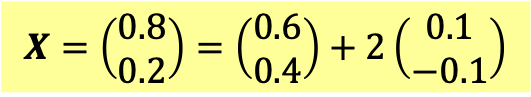 X = (0.8 0.2) = (0.6 0.4) + 2 (0.1 −0.1)